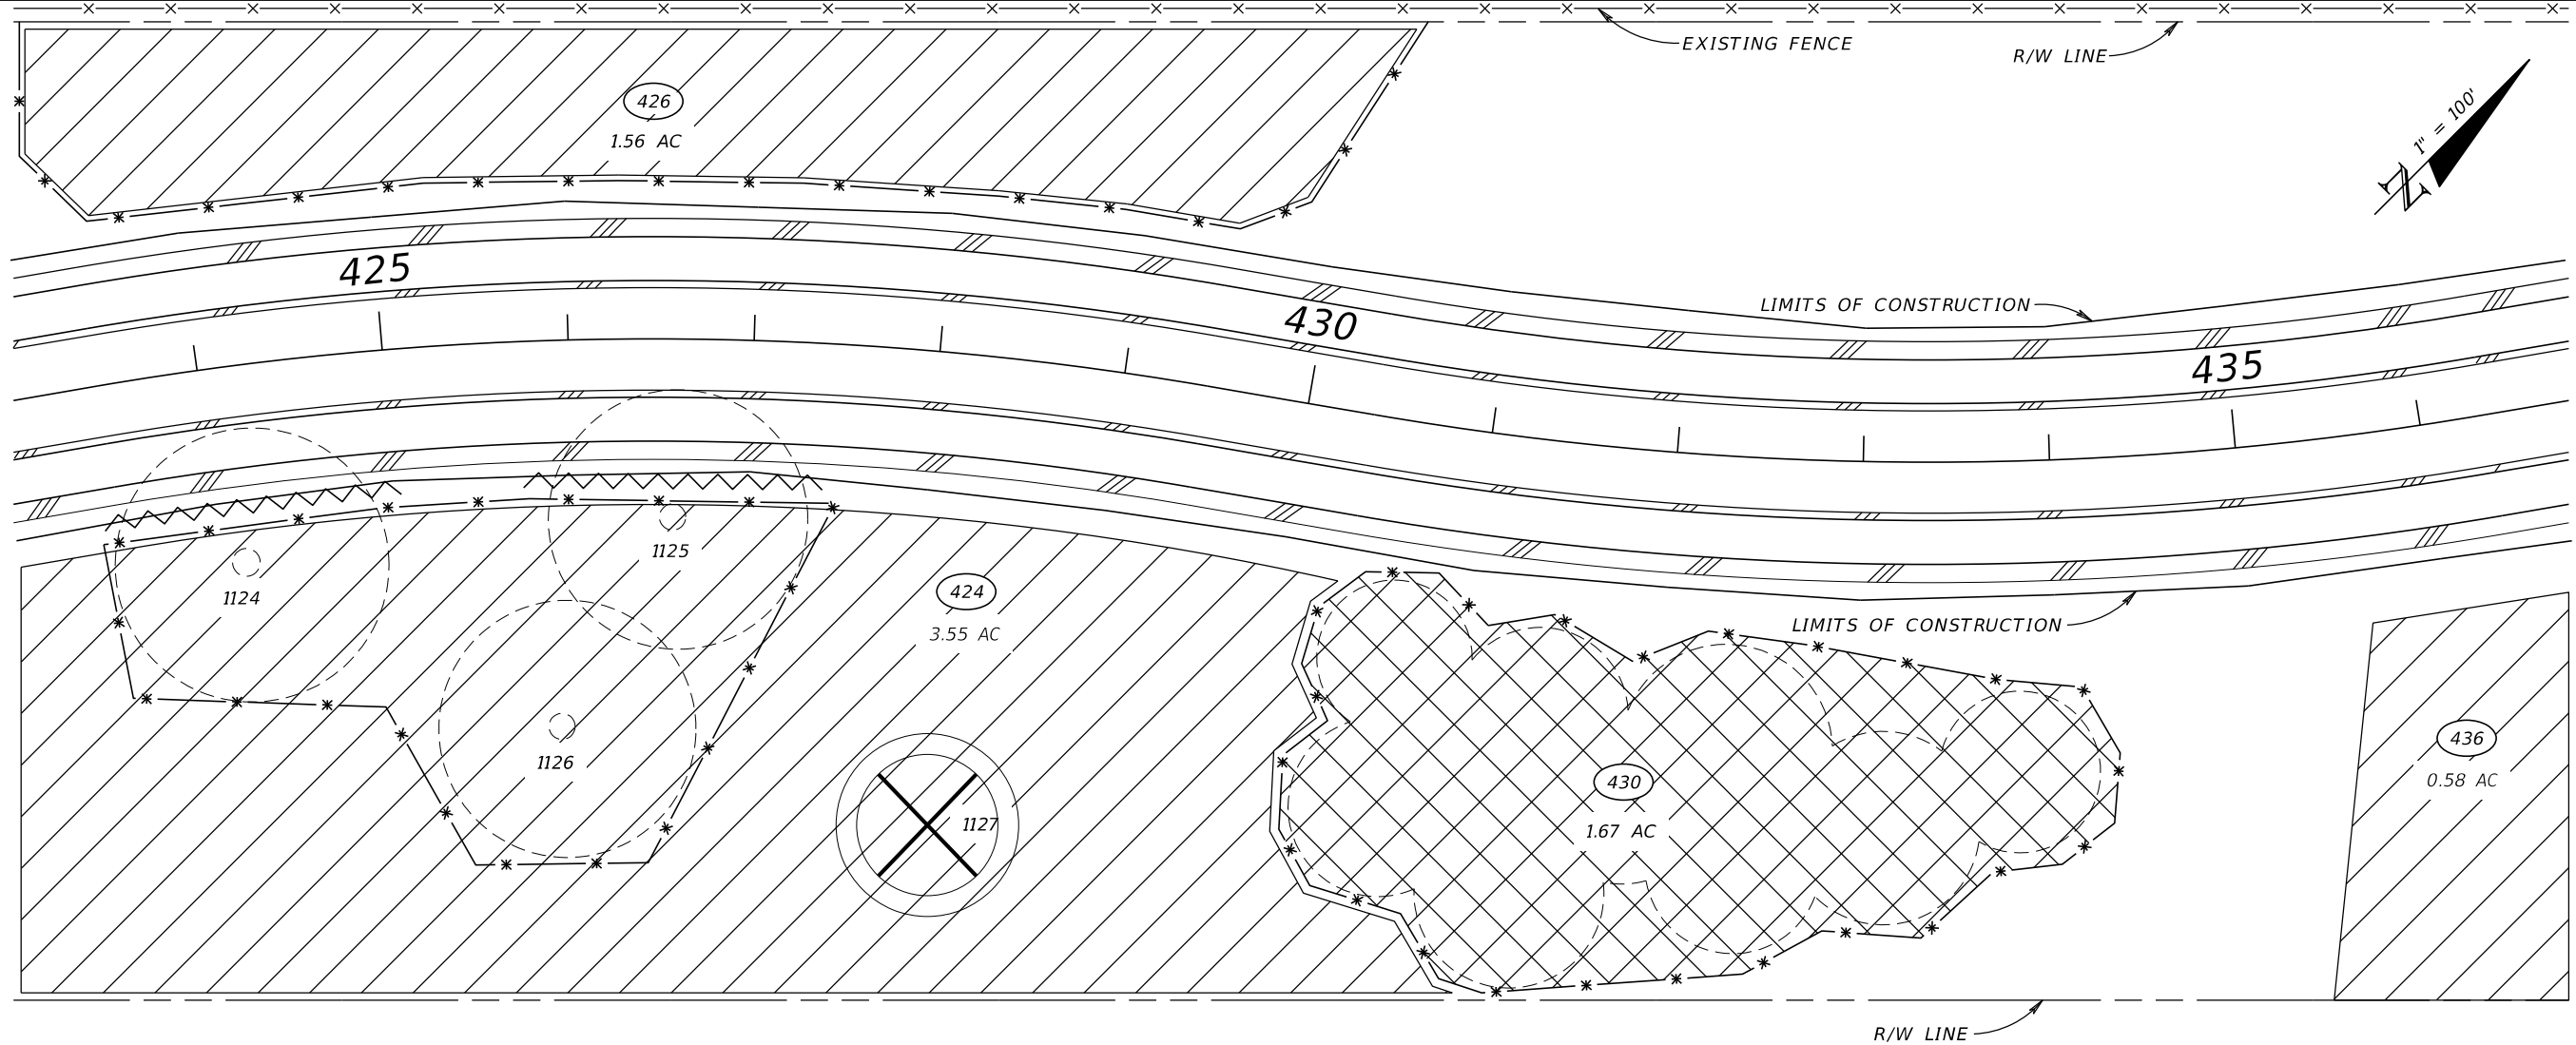 EXISTING FENCE
R/W LINE
1" = 100'
N
426
1.56 AC
425
430
LIMITS OF CONSTRUCTION
435
1125
1124
424
3.55 AC
LIMITS OF CONSTRUCTION
436
0.58 AC
1126
430
1.67 AC
1127
R/W LINE